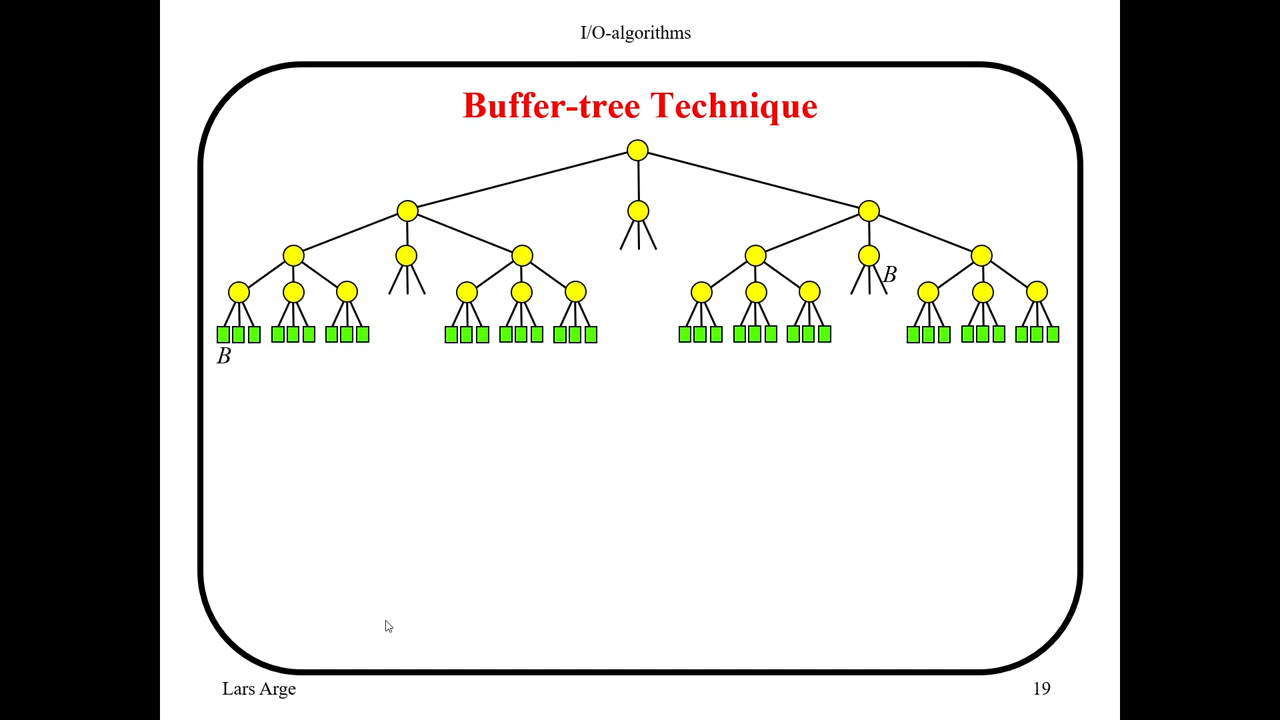 I/O-algorithms
Buffer-tree Technique
B
B
Lars Arge
19